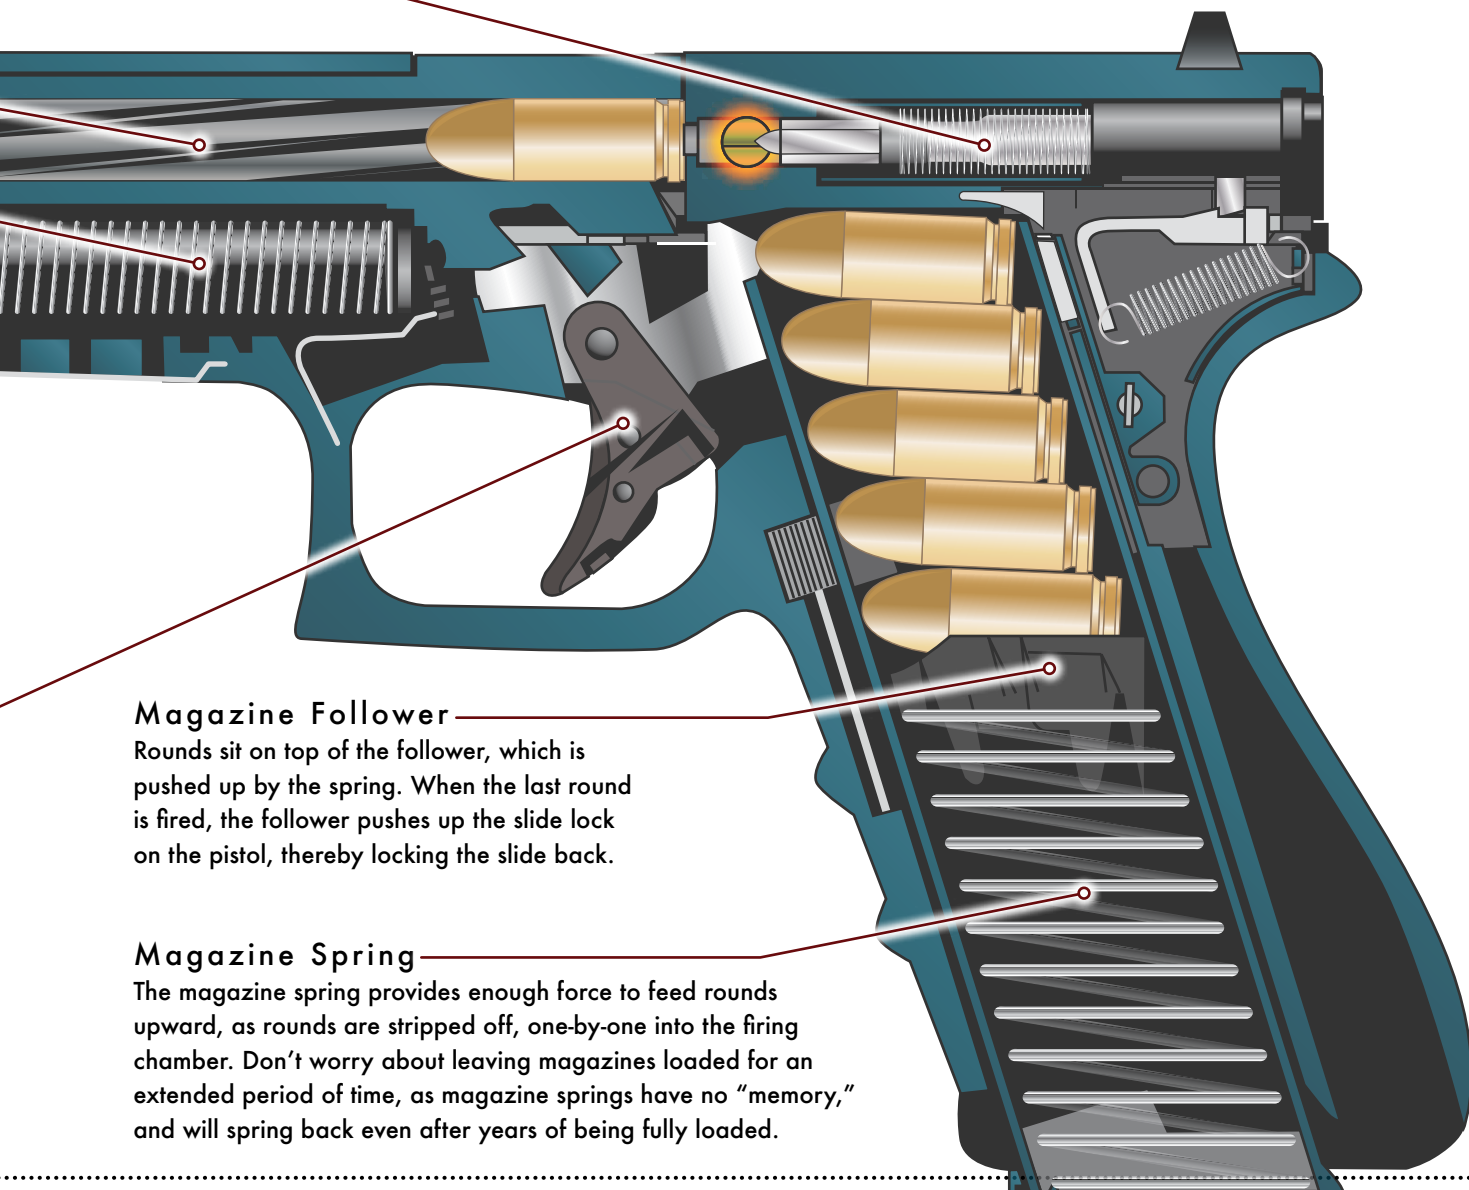 Magazine Follower
Rounds sit on top of the follower, which is
pushed up by the spring. When the last round
is fired, the follower pushes up the slide lock
on the pistol, thereby locking the slide back.
Magazine Spring
The magazine spring provides enough force to feed rounds
upward, as rounds are stripped off, one-by-one into the firing
chamber. Don’t worry about leaving magazines loaded for an
extended period of time, as magazine springs have no “memory,”
and will spring back even after years of being fully loaded.